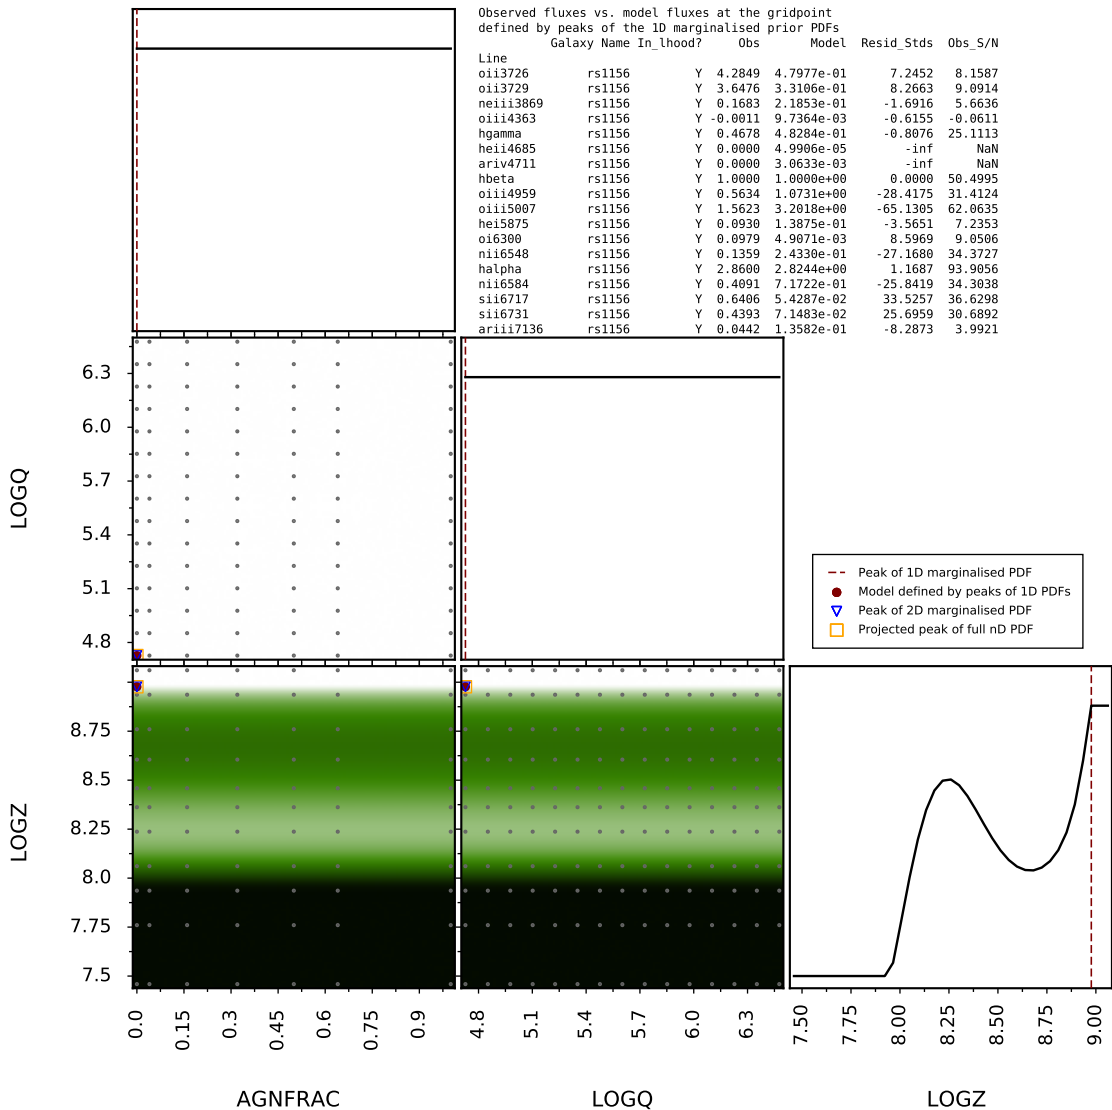 Observed fluxes vs. model fluxes at the gridpoint
defined by peaks of the 1D marginalised prior PDFs
Galaxy Name In_lhood? Obs Model Resid_Stds Obs_S/N
Line
oii3726 rs1156 Y 4.2849 4.7977e-01 7.2452 8.1587
oii3729 rs1156 Y 3.6476 3.3106e-01 8.2663 9.0914
neiii3869 rs1156 Y 0.1683 2.1853e-01 -1.6916 5.6636
oiii4363 rs1156 Y -0.0011 9.7364e-03 -0.6155 -0.0611
hgamma rs1156 Y 0.4678 4.8284e-01 -0.8076 25.1113
heii4685 rs1156 Y 0.0000 4.9906e-05 -inf NaN
ariv4711 rs1156 Y 0.0000 3.0633e-03 -inf NaN
hbeta rs1156 Y 1.0000 1.0000e+00 0.0000 50.4995
oiii4959 rs1156 Y 0.5634 1.0731e+00 -28.4175 31.4124
oiii5007 rs1156 Y 1.5623 3.2018e+00 -65.1305 62.0635
hei5875 rs1156 Y 0.0930 1.3875e-01 -3.5651 7.2353
oi6300 rs1156 Y 0.0979 4.9071e-03 8.5969 9.0506
nii6548 rs1156 Y 0.1359 2.4330e-01 -27.1680 34.3727
halpha rs1156 Y 2.8600 2.8244e+00 1.1687 93.9056
nii6584 rs1156 Y 0.4091 7.1722e-01 -25.8419 34.3038
sii6717 rs1156 Y 0.6406 5.4287e-02 33.5257 36.6298
sii6731 rs1156 Y 0.4393 7.1483e-02 25.6959 30.6892
ariii7136 rs1156 Y 0.0442 1.3582e-01 -8.2873 3.9921
6.3
6.0
5.7
5.4
5.1
4.8
LOGQ
Peak of 1D marginalised PDF
Model defined by peaks of 1D PDFs
Peak of 2D marginalised PDF
Projected peak of full nD PDF
8.75
8.5
8.25
8.0
7.75
7.5
LOGZ
0.0 0.15 0.3 0.45 0.6 0.75 0.9
4.8 5.1 5.4 5.7 6.0 6.3
7.50 7.75 8.00 8.25 8.50 8.75 9.00
AGNFRAC LOGQ LOGZ